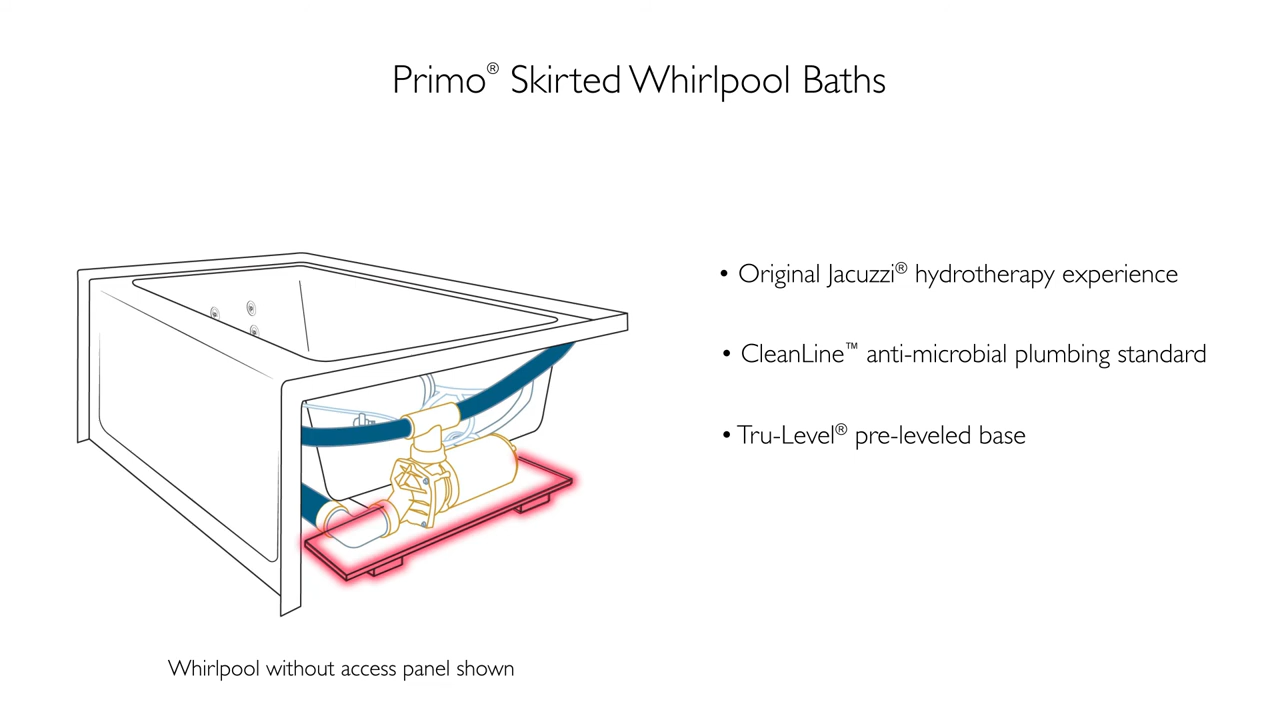 Primo® Skirted Whirlpool Baths
• Original Jacuzzi® hydrotherapy experience
• CleanLine™ anti-microbial plumbing standard
• Tru-Level® pre-leveled base
Whirlpool without access panel shown